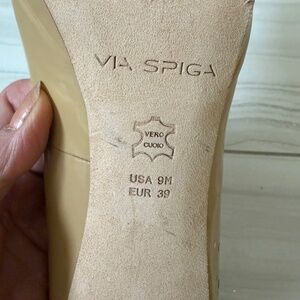 VIA SPIGA
VERO
CUOIO
USA 9M
EUR 39